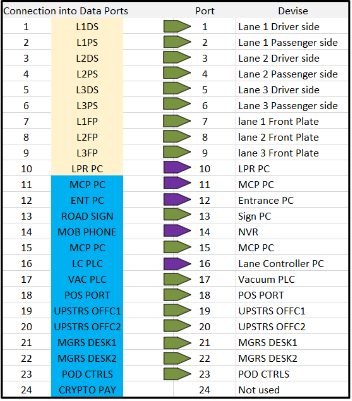 Connection into Data Ports Port Devise
1 L1DS 1 Lane 1 Driver side
2 L1PS 2 Lane 1 Passenger side
3 L2DS 3 Lane 2 Driver side
4 L2PS 4 Lane 2 Passenger side
5 L3DS 5 Lane 3 Driver side
6 L3PS 6 Lane 3 Passenger side
7 L1FP 7 lane 1 Front Plate
8 L2FP 8 lane 2 Front Plate
9 L3FP 9 lane 3 Front Plate
10 LPR PC 10 LPR PC
11 MCP PC 11 MCP PC
12 ENT PC 12 Entrance PC
13 ROAD SIGN 13 Sign PC
14 MOB PHONE 14 NVR
15 MCP PC 15 MCP PC
16 LC PLC 16 Lane Controller PC
17 VAC PLC 17 Vacuum PLC
18 POS PORT 18 POS PORT
19 UPSTRS OFFC1 19 UPSTRS OFFC1
20 UPSTRS OFFC2 20 UPSTRS OFFC2
21 MGRS DESK1 21 MGRS DESK1
22 MGRS DESK2 22 MGRS DESK2
23 POD CTRLS 23 POD CTRLS
24 CRYPTO PAY 24 Not used